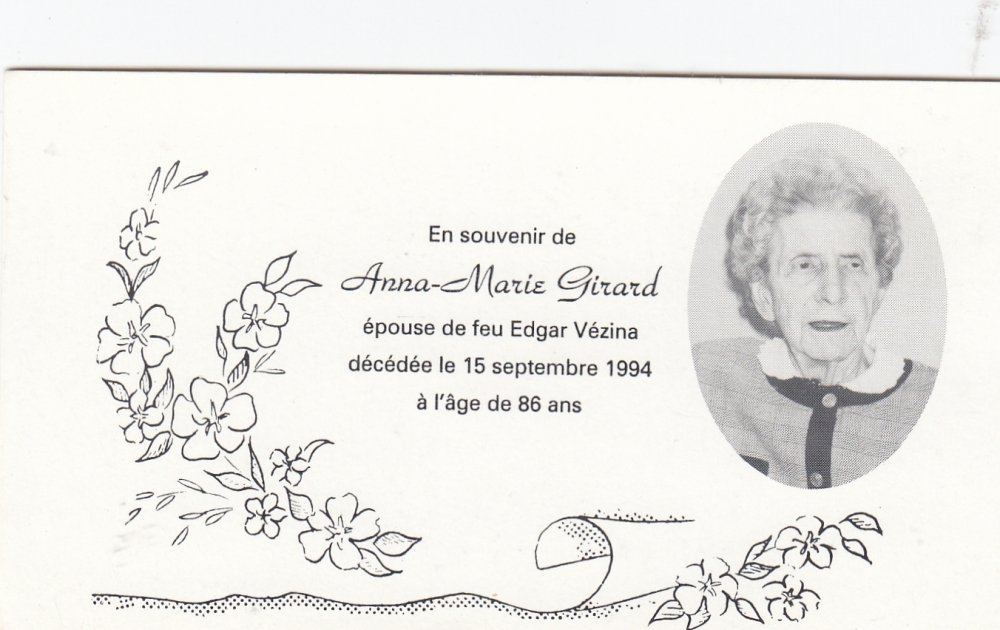 En souvenir de
Anna-Marie Girard
épouse de feu Edgar Vézina
décédée le 15 septembre 1994
à l'âge de 86 ans